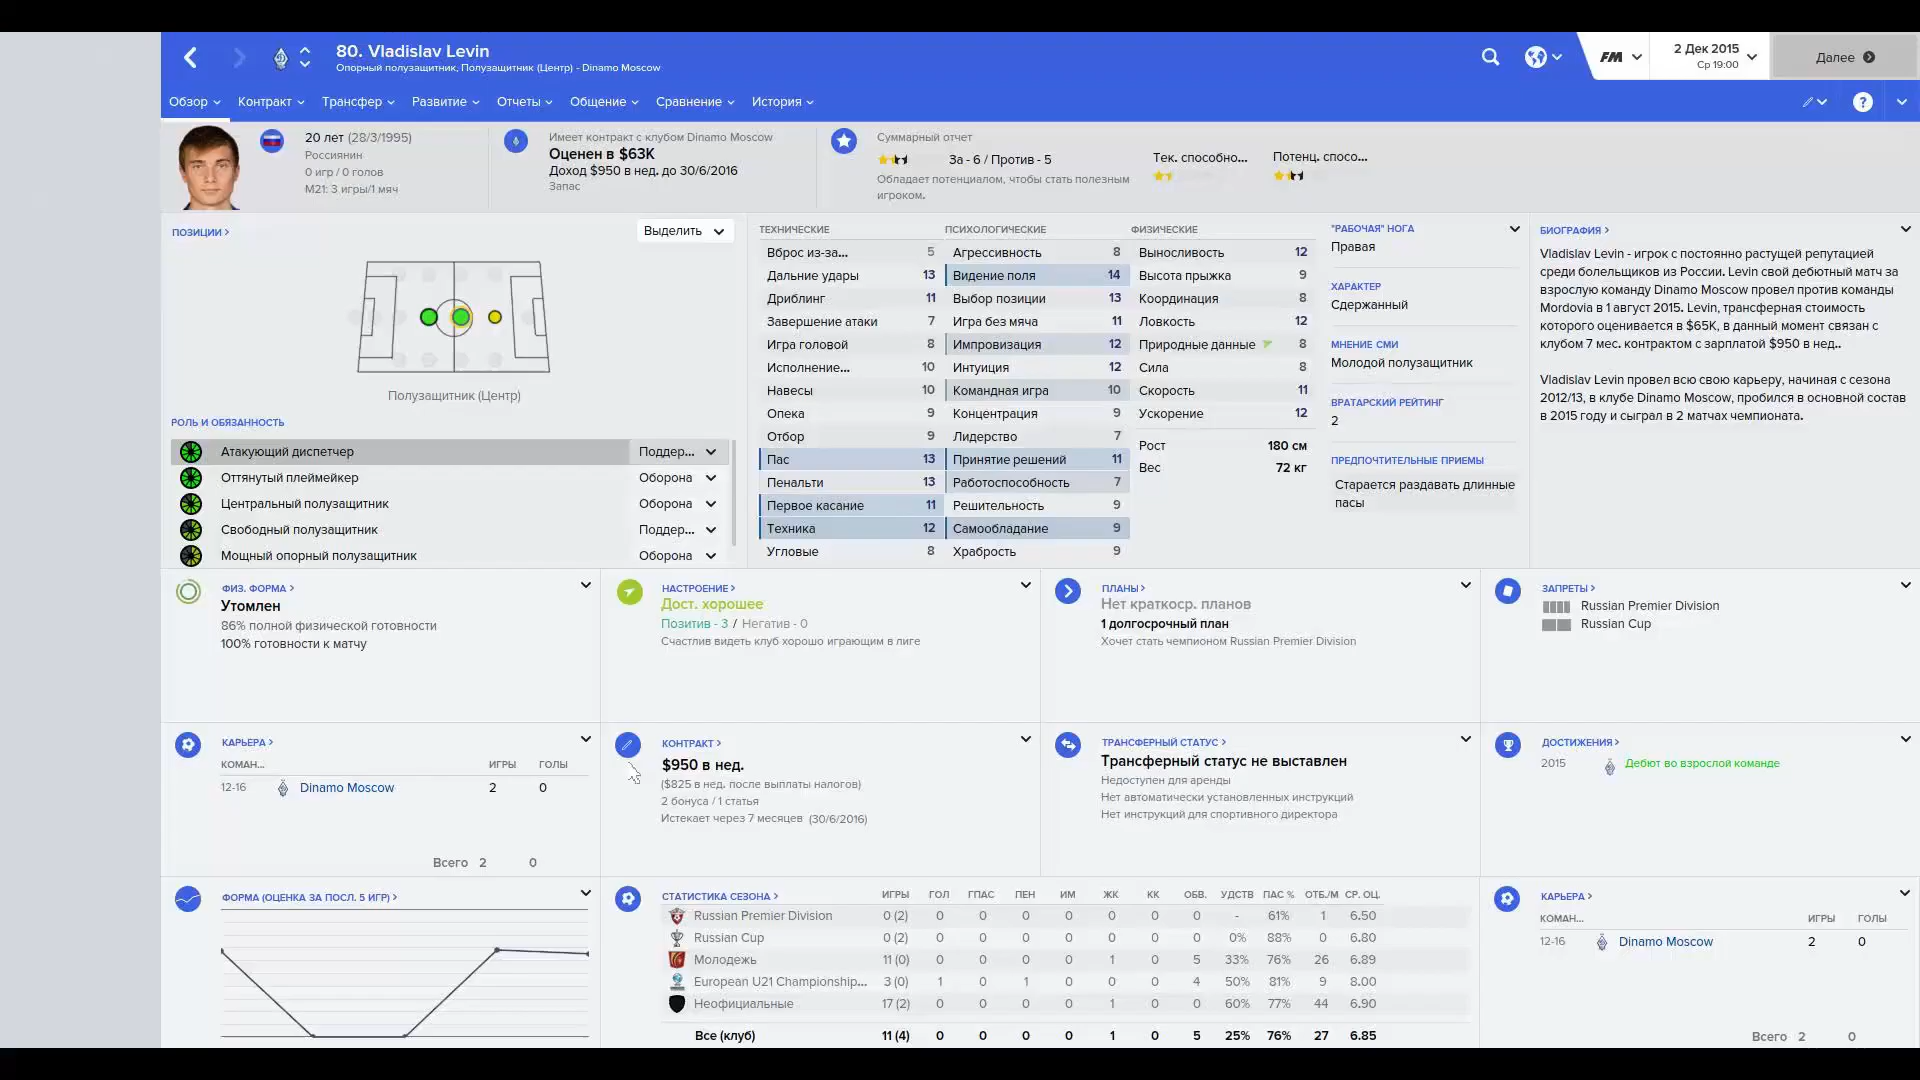 80. Vladislav Levin
Опорный полузащитник, Полузащитник (Центр) - Dinamo Moscow
FM
2 Дек 2015
Ср 19:00
Далее
Обзор Контракт Трансфер Развитие Отчеты Общение Сравнение История
?
20 лет (28/3/1995)
Россиянин
0 игр / 0 голов
M21: 3 игры/1 мяч
Имеет контракт с клубом Dinamo Moscow
Оценен в $63K
Доход $950 в нед. до 30/6/2016
Запас
Суммарный отчет
За - 6 / Против - 5
Обладает потенциалом, чтобы стать полезным
игроком.
Тек. способно...
Потенц. спосо...
ПОЗИЦИИ >
Выделить
Полузащитник (Центр)
РОЛЬ И ОБЯЗАННОСТЬ
Атакующий диспетчер Поддер...
Оттянутый плеймейкер Оборона
Центральный полузащитник Оборона
Свободный полузащитник Поддер...
Мощный опорный полузащитник Оборона
ТЕХНИЧЕСКИЕ
Вброс из-за... 5
Дальние удары 13
Дриблинг 11
Завершение атаки 7
Игра головой 8
Исполнение... 10
Навесы 10
Опека 9
Отбор 9
Пас 13
Пенальти 13
Первое касание 11
Техника 12
Угловые 8
ПСИХОЛОГИЧЕСКИЕ
Агрессивность 8
Видение поля 14
Выбор позиции 13
Игра без мяча 11
Импровизация 12
Интуиция 12
Командная игра 10
Концентрация 9
Лидерство 7
Принятие решений 11
Работоспособность 7
Решительность 9
Самообладание 9
Храбрость 9
ФИЗИЧЕСКИЕ
Выносливость 12
Высота прыжка 9
Координация 8
Ловкость 12
Природные данные 8
Сила 8
Скорость 11
Ускорение 12
Рост 180 см
Вес 72 кг
"РАБОЧАЯ" НОГА
Правая
ХАРАКТЕР
Сдержанный
МНЕНИЕ СМИ
Молодой полузащитник
ВРАТАРСКИЙ РЕЙТИНГ
2
ПРЕДПОЧТИТЕЛЬНЫЕ ПРИЕМЫ
Старается раздавать длинные
пасы
БИОГРАФИЯ >
Vladislav Levin - игрок с постоянно растущей репутацией
среди болельщиков из России. Levin свой дебютный матч за
взрослую команду Dinamo Moscow провел против команды
Mordovia в 1 август 2015. Levin, трансферная стоимость
которого оценивается в $65K, в данный момент связан с
клубом 7 мес. контрактом с зарплатой $950 в нед..
Vladislav Levin провел всю свою карьеру, начиная с сезона
2012/13, в клубе Dinamo Moscow, пробился в основной состав
в 2015 году и сыграл в 2 матчах чемпионата.
ФИЗ. ФОРМА >
Утомлен
86% полной физической готовности
100% готовности к матчу
НАСТРОЕНИЕ >
Дост. хорошее
Позитив - 3 / Негатив - 0
Счастлив видеть клуб хорошо играющим в лиге
ПЛАНЫ >
Нет краткоср. планов
1 долгосрочный план
Хочет стать чемпионом Russian Premier Division
ЗАПРЕТЫ >
Russian Premier Division
Russian Cup
КАРЬЕРА >
КОМАН... ИГРЫ ГОЛЫ
12-16 Dinamo Moscow 2 0
Всего 2 0
КОНТРАКТ >
$950 в нед.
($825 в нед. после выплаты налогов)
2 бонуса / 1 статья
Истекает через 7 месяцев (30/6/2016)
ТРАНСФЕРНЫЙ СТАТУС >
Трансферный статус не выставлен
Недоступен для аренды
Нет автоматически установленных инструкций
Нет инструкций для спортивного директора
ДОСТИЖЕНИЯ >
2015 Дебют во взрослой команде
ФОРМА (ОЦЕНКА ЗА ПОСЛ. 5 ИГР) >
СТАТИСТИКА СЕЗОНА > ИГРЫ ГОЛ ГПАС ПЕН ИМ ЖК КК ОБВ. УДСТВ ПАС % ОТБ./М СР. ОЦ.
Russian Premier Division 0 (2) 0 0 0 0 0 0 0 - 61% 1 6.50
Russian Cup 0 (2) 0 0 0 0 0 0 0 0% 88% 0 6.80
Молодежь 11 (0) 0 0 0 0 1 0 5 33% 76% 26 6.89
European U21 Championship... 3 (0) 1 0 1 0 0 0 4 50% 81% 9 8.00
Неофициальные 17 (2) 0 0 0 0 1 0 0 60% 77% 44 6.90
Все (клуб) 11 (4) 0 0 0 0 1 0 5 25% 76% 27 6.85
КАРЬЕРА >
КОМАН... ИГРЫ ГОЛЫ
12-16 Dinamo Moscow 2 0
Всего 2 0